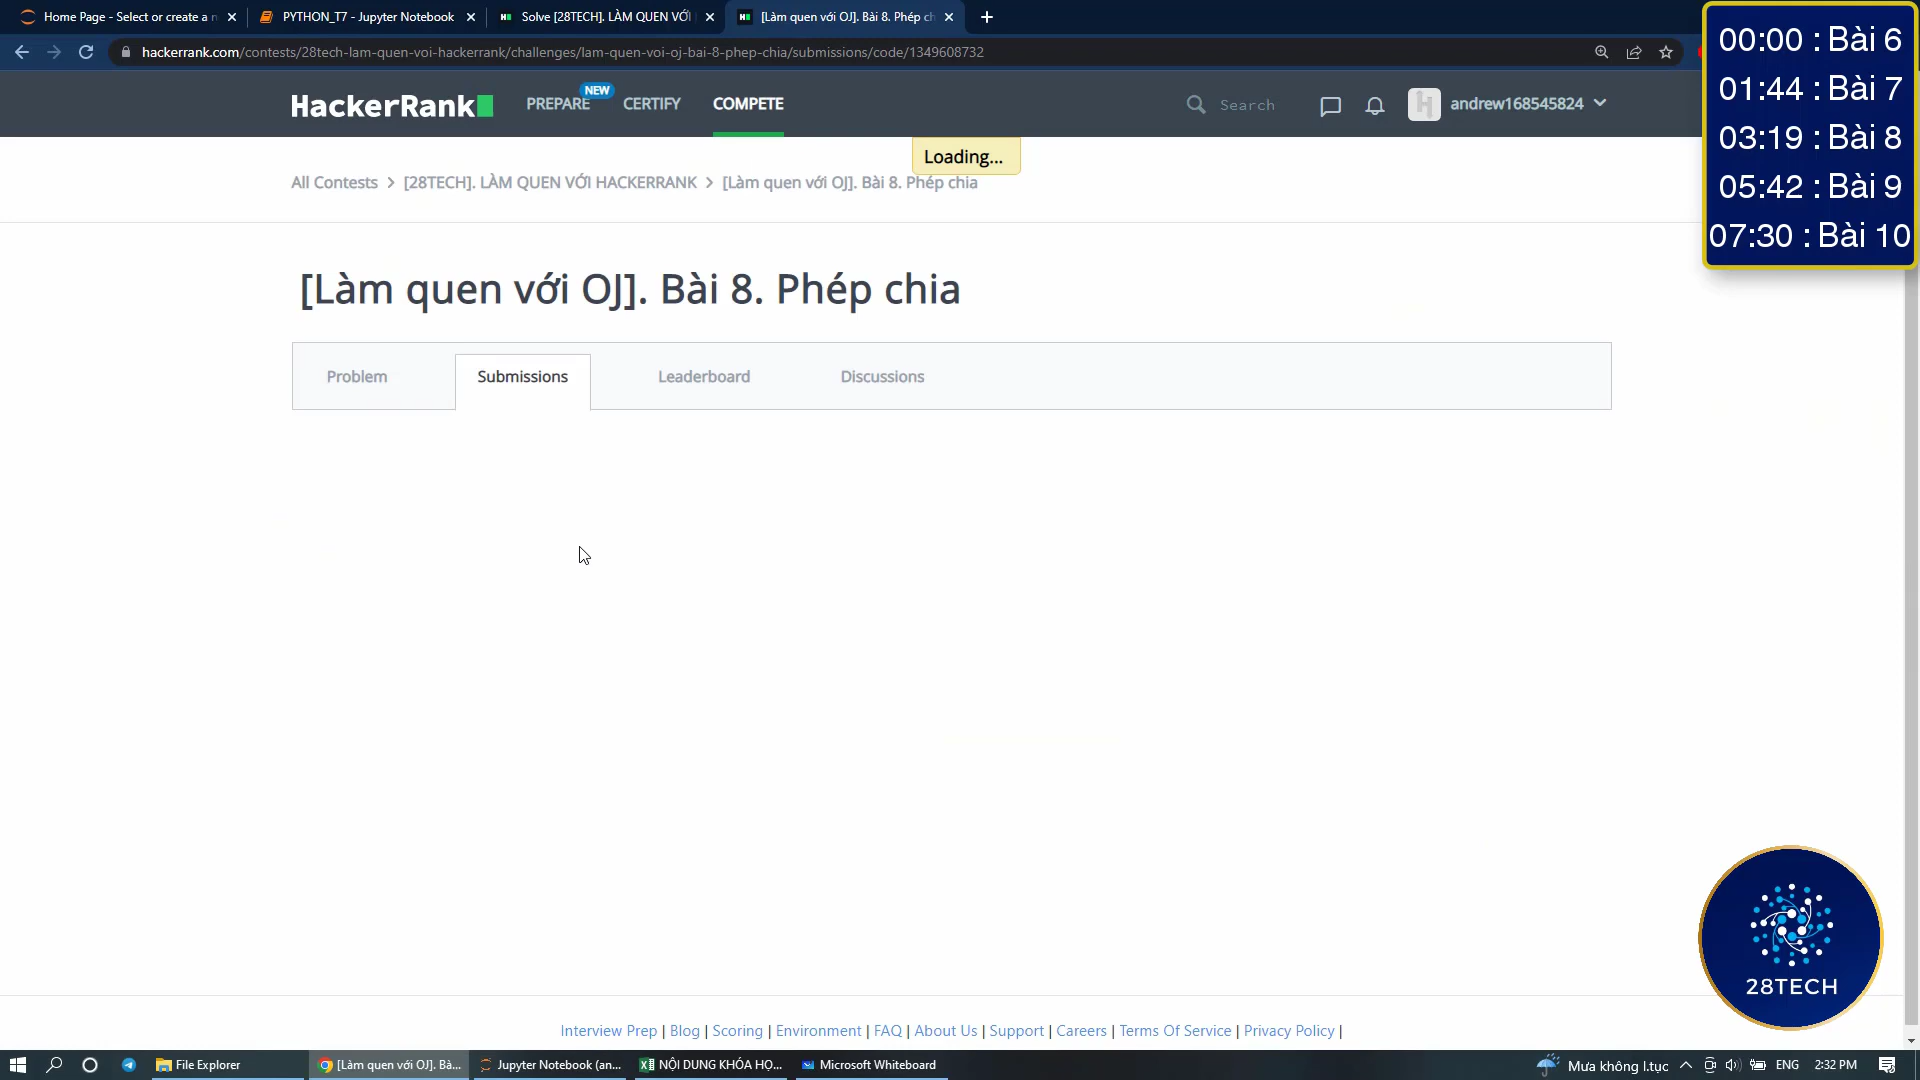 Home Page - Select or create a n
PYTHON_T7 - Jupyter Notebook
Solve [28TECH]. LÀM QUEN VỚI
[Làm quen với OJ]. Bài 8. Phép ch
hackerrank.com/contests/28tech-lam-quen-voi-hackerrank/challenges/lam-quen-voi-oj-bai-8-phep-chia/submissions/code/1349608732
00:00 : Bài 6
01:44 : Bài 7
03:19 : Bài 8
05:42 : Bài 9
07:30 : Bài 10
HackerRank
PREPARE
NEW
CERTIFY
COMPETE
Search
andrew168545824
Loading...
All Contests > [28TECH]. LÀM QUEN VỚI HACKERRANK > [Làm quen với OJ]. Bài 8. Phép chia
[Làm quen với OJ]. Bài 8. Phép chia
Problem
Submissions
Leaderboard
Discussions
28TECH
Interview Prep | Blog | Scoring | Environment | FAQ | About Us | Support | Careers | Terms Of Service | Privacy Policy |
File Explorer
[Làm quen với OJ]. Bà...
Jupyter Notebook (an...
NỘI DUNG KHÓA HỌ...
Microsoft Whiteboard
Mưa không l.tục
ENG
2:32 PM